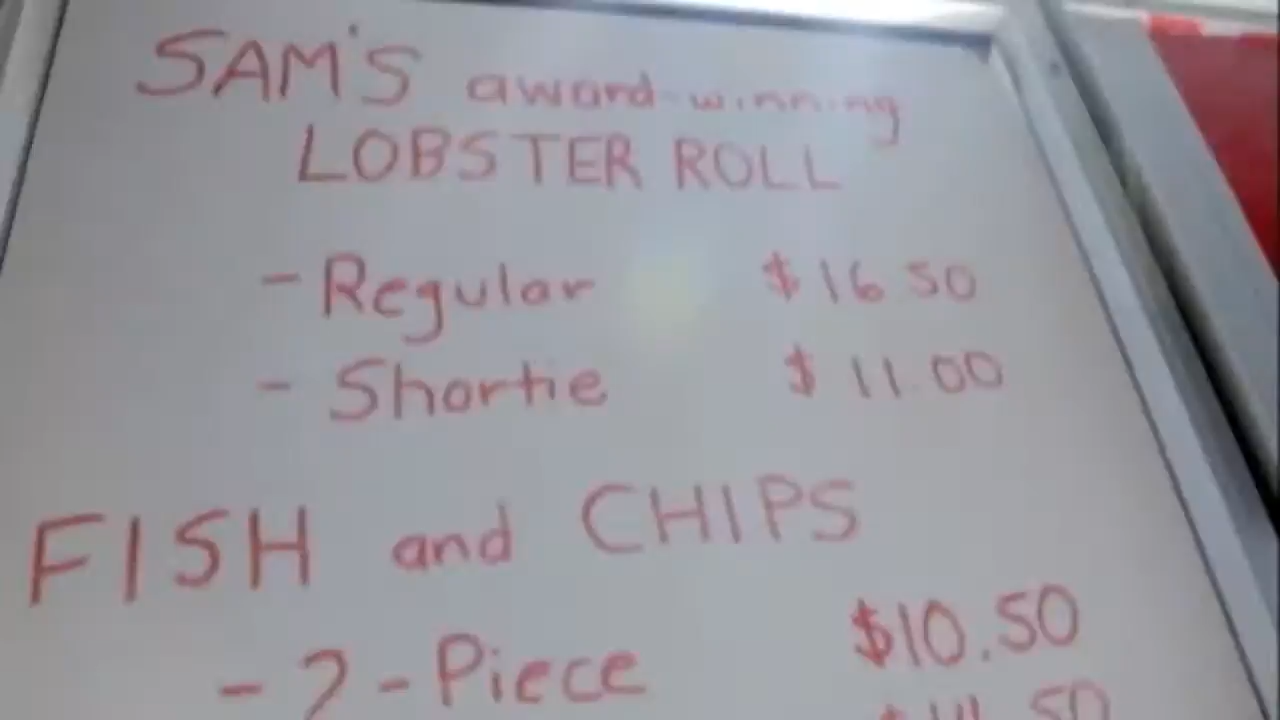 SAM'S award-winning
LOBSTER ROLL
- Regular $16.50
- Shortie $11.00
FISH and CHIPS
- 2-Piece $10.50